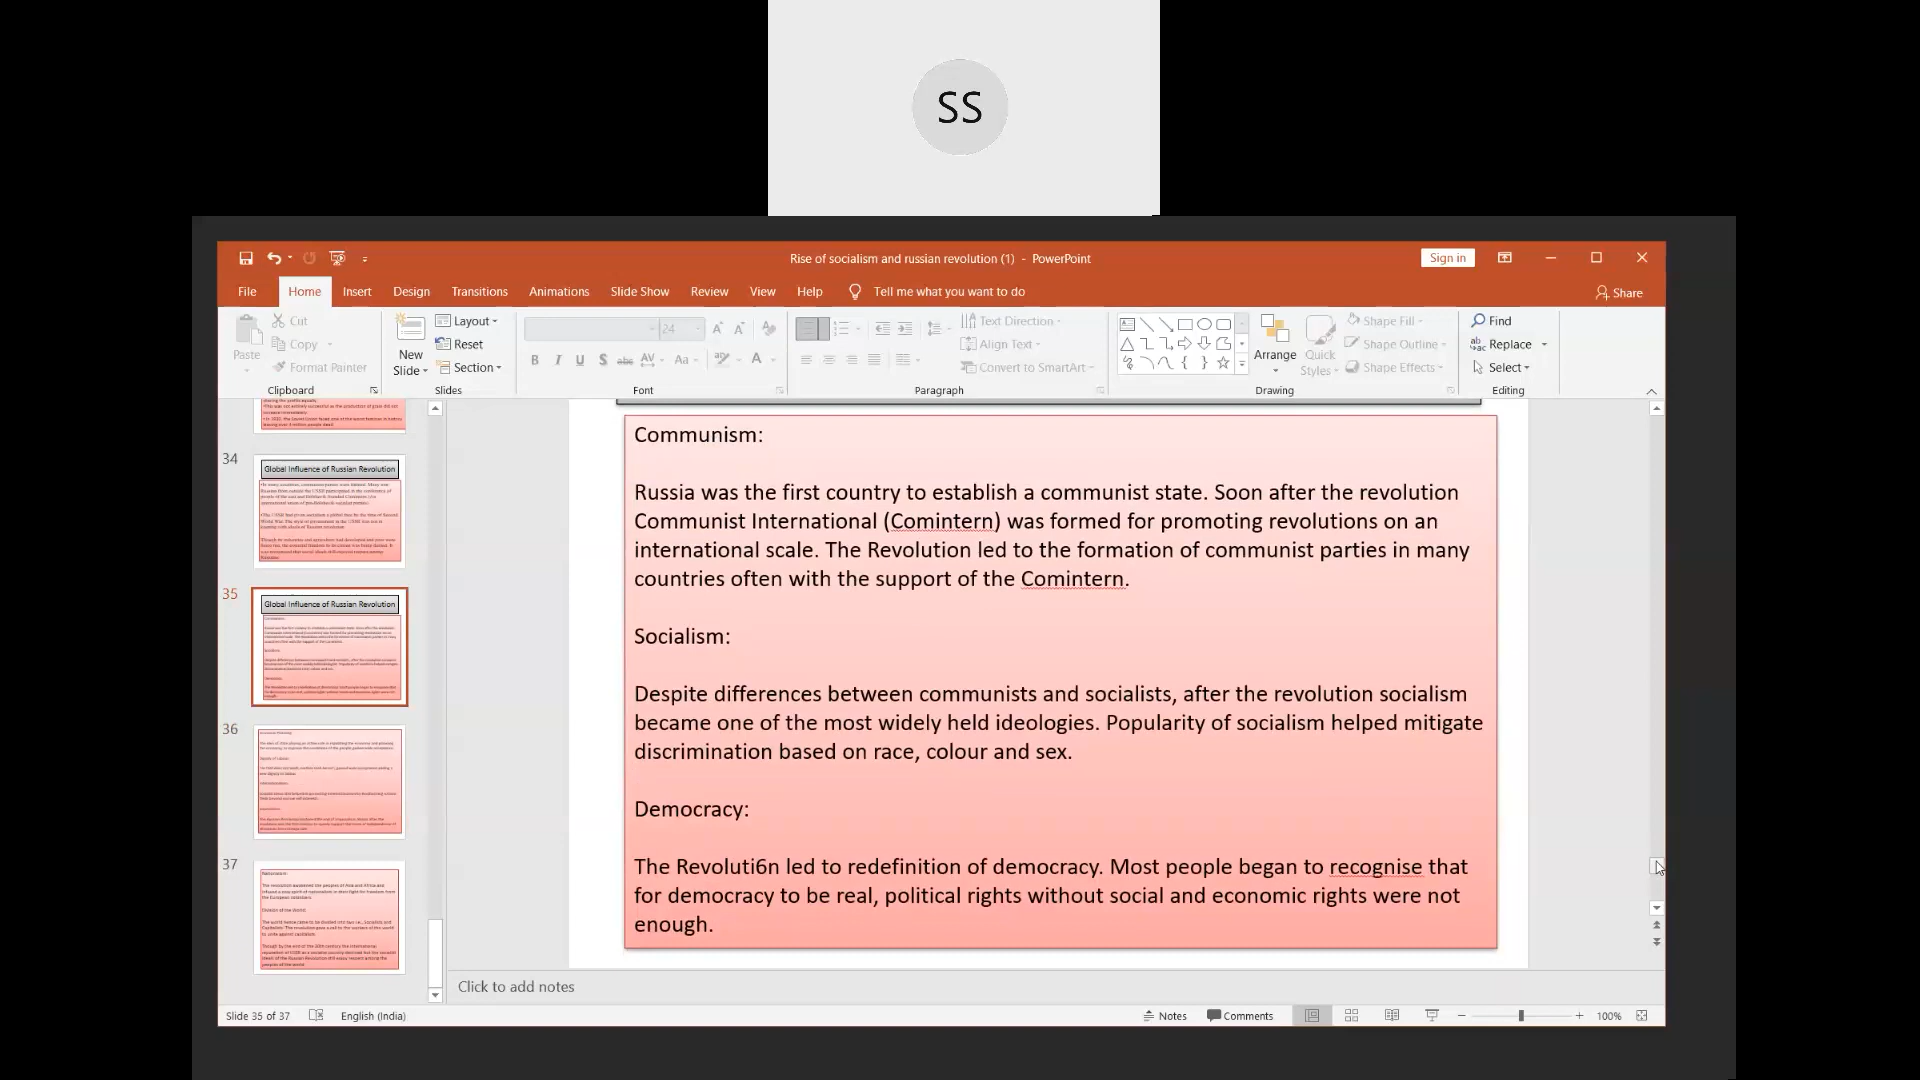 SS
Rise of socialism and russian revolution (1) - PowerPoint
Sign in
File Home Insert Design Transitions Animations Slide Show Review View Help Tell me what you want to do Share
Paste
Cut
Copy
Format Painter
Clipboard
New
Slide
Layout
Reset
Section
Slides
24
B I U S abc AV Aa A
Font
Text Direction
Align Text
Convert to SmartArt
Paragraph
Arrange
Quick
Styles
Shape Fill
Shape Outline
Shape Effects
Drawing
Find
Replace
Select
Editing
34
Global Influence of Russian Revolution
35
Global Influence of Russian Revolution
36
37
Communism:
Russia was the first country to establish a communist state. Soon after the revolution
Communist International (Comintern) was formed for promoting revolutions on an
international scale. The Revolution led to the formation of communist parties in many
countries often with the support of the Comintern.
Socialism:
Despite differences between communists and socialists, after the revolution socialism
became one of the most widely held ideologies. Popularity of socialism helped mitigate
discrimination based on race, colour and sex.
Democracy:
The Revoluti6n led to redefinition of democracy. Most people began to recognise that
for democracy to be real, political rights without social and economic rights were not
enough.
Click to add notes
Slide 35 of 37 English (India) Notes Comments 100%